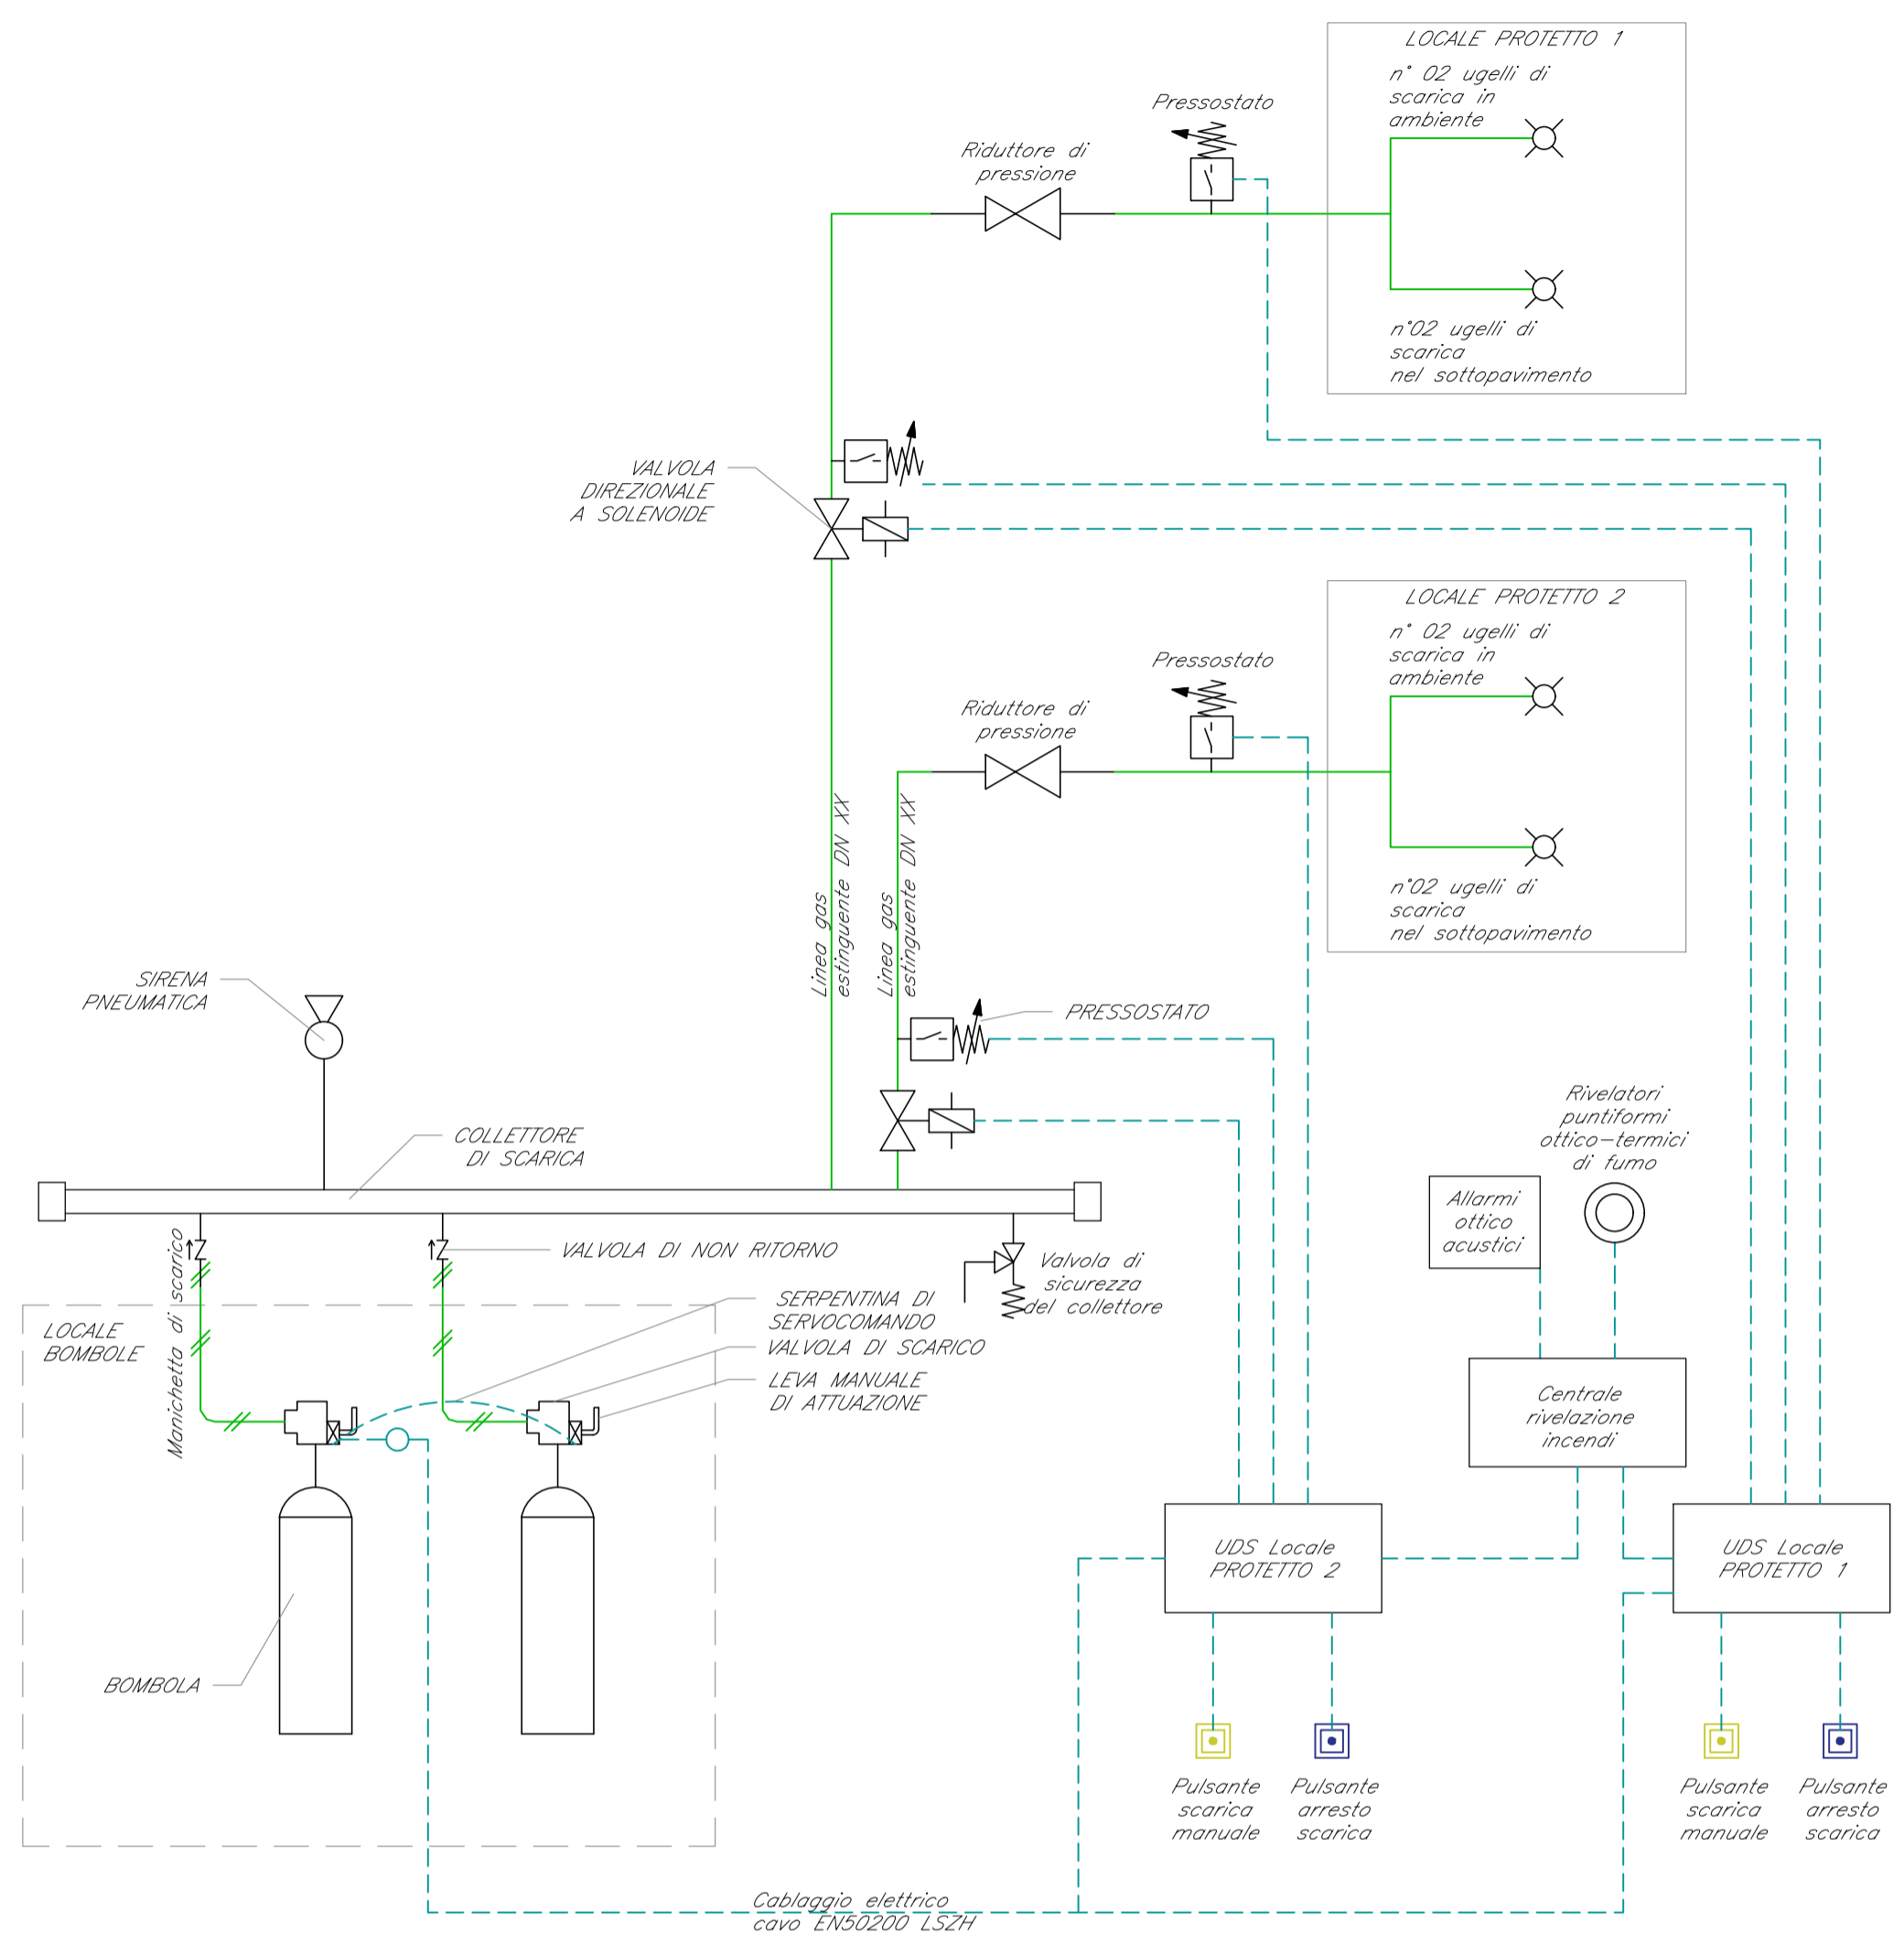 LOCALE PROTETTO 1
n° 02 ugelli di
scarica in
ambiente
n°02 ugelli di
scarica
nel sottopavimento
Pressostato
Riduttore di
pressione
VALVOLA
DIREZIONALE
A SOLENOIDE
LOCALE PROTETTO 2
n° 02 ugelli di
scarica in
ambiente
n°02 ugelli di
scarica
nel sottopavimento
Pressostato
Riduttore di
pressione
Linea gas
estinguente DN XX
Linea gas
estinguente DN XX
SIRENA
PNEUMATICA
PRESSOSTATO
COLLETTORE
DI SCARICA
Rivelatori
puntiformi
ottico-termici
di fumo
Allarmi
ottico
acustici
Manichetta di scarico
VALVOLA DI NON RITORNO
Valvola di
sicurezza
del collettore
LOCALE
BOMBOLE
SERPENTINA DI
SERVOCOMANDO
VALVOLA DI SCARICO
LEVA MANUALE
DI ATTUAZIONE
Centrale
rivelazione
incendi
UDS Locale
PROTETTO 2
UDS Locale
PROTETTO 1
BOMBOLA
Pulsante
scarica
manuale
Pulsante
arresto
scarica
Pulsante
scarica
manuale
Pulsante
arresto
scarica
Cablaggio elettrico
cavo EN50200 LSZH